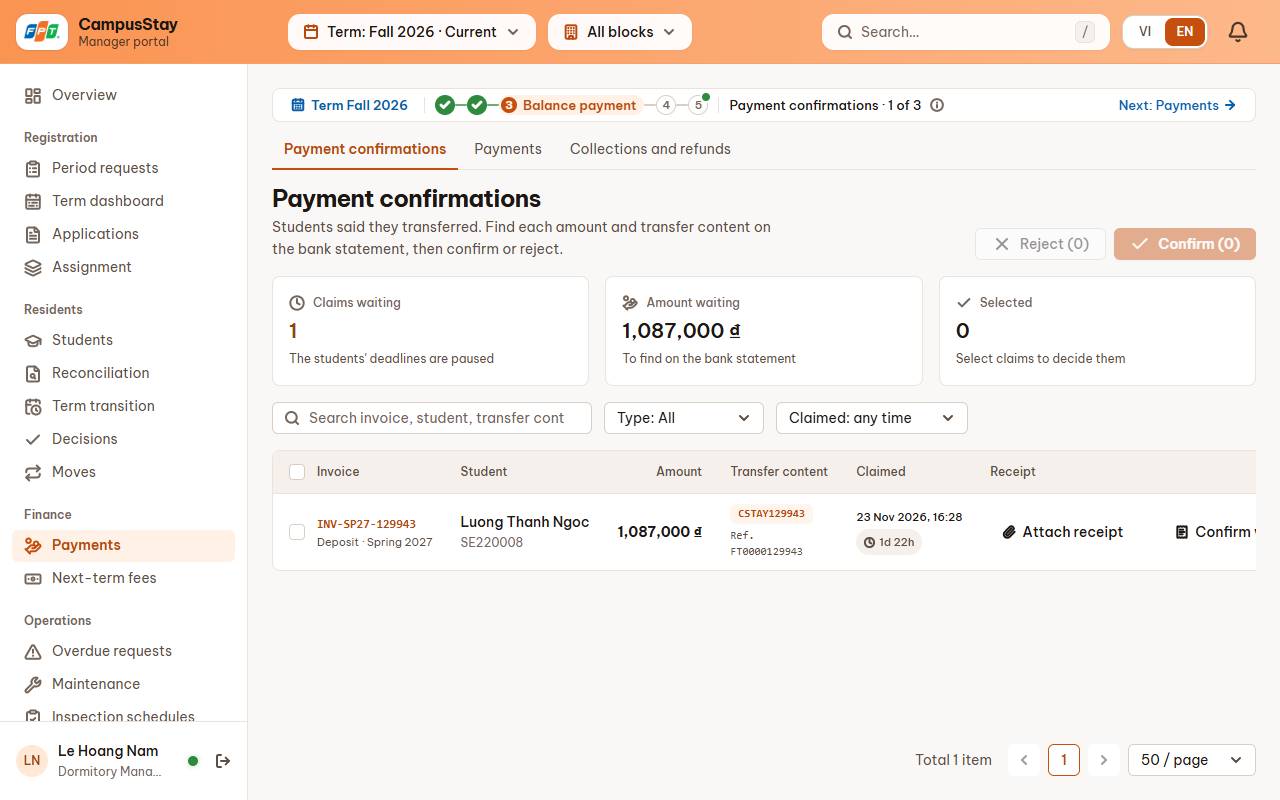 FPT
CampusStay
Manager portal
Term: Fall 2026 · Current
All blocks
Search...
/
VI
EN
Overview
Registration
Period requests
Term dashboard
Applications
Assignment
Residents
Students
Reconciliation
Term transition
Decisions
Moves
Finance
Payments
Next-term fees
Operations
Overdue requests
Maintenance
Inspection schedules
LN
Le Hoang Nam
Dormitory Mana...
Term Fall 2026
3
Balance payment
4
5
Payment confirmations · 1 of 3
Next: Payments
Payment confirmations
Payments
Collections and refunds
Payment confirmations
Students said they transferred. Find each amount and transfer content on
the bank statement, then confirm or reject.
Reject (0)
Confirm (0)
Claims waiting
1
The students' deadlines are paused
Amount waiting
1,087,000 ₫
To find on the bank statement
Selected
0
Select claims to decide them
Search invoice, student, transfer cont
Type: All
Claimed: any time
Invoice
Student
Amount
Transfer content
Claimed
Receipt
INV-SP27-129943
Deposit · Spring 2027
Luong Thanh Ngoc
SE220008
1,087,000 ₫
CSTAY129943
Ref.
FT0000129943
23 Nov 2026, 16:28
1d 22h
Attach receipt
Confirm
Total 1 item
1
50 / page